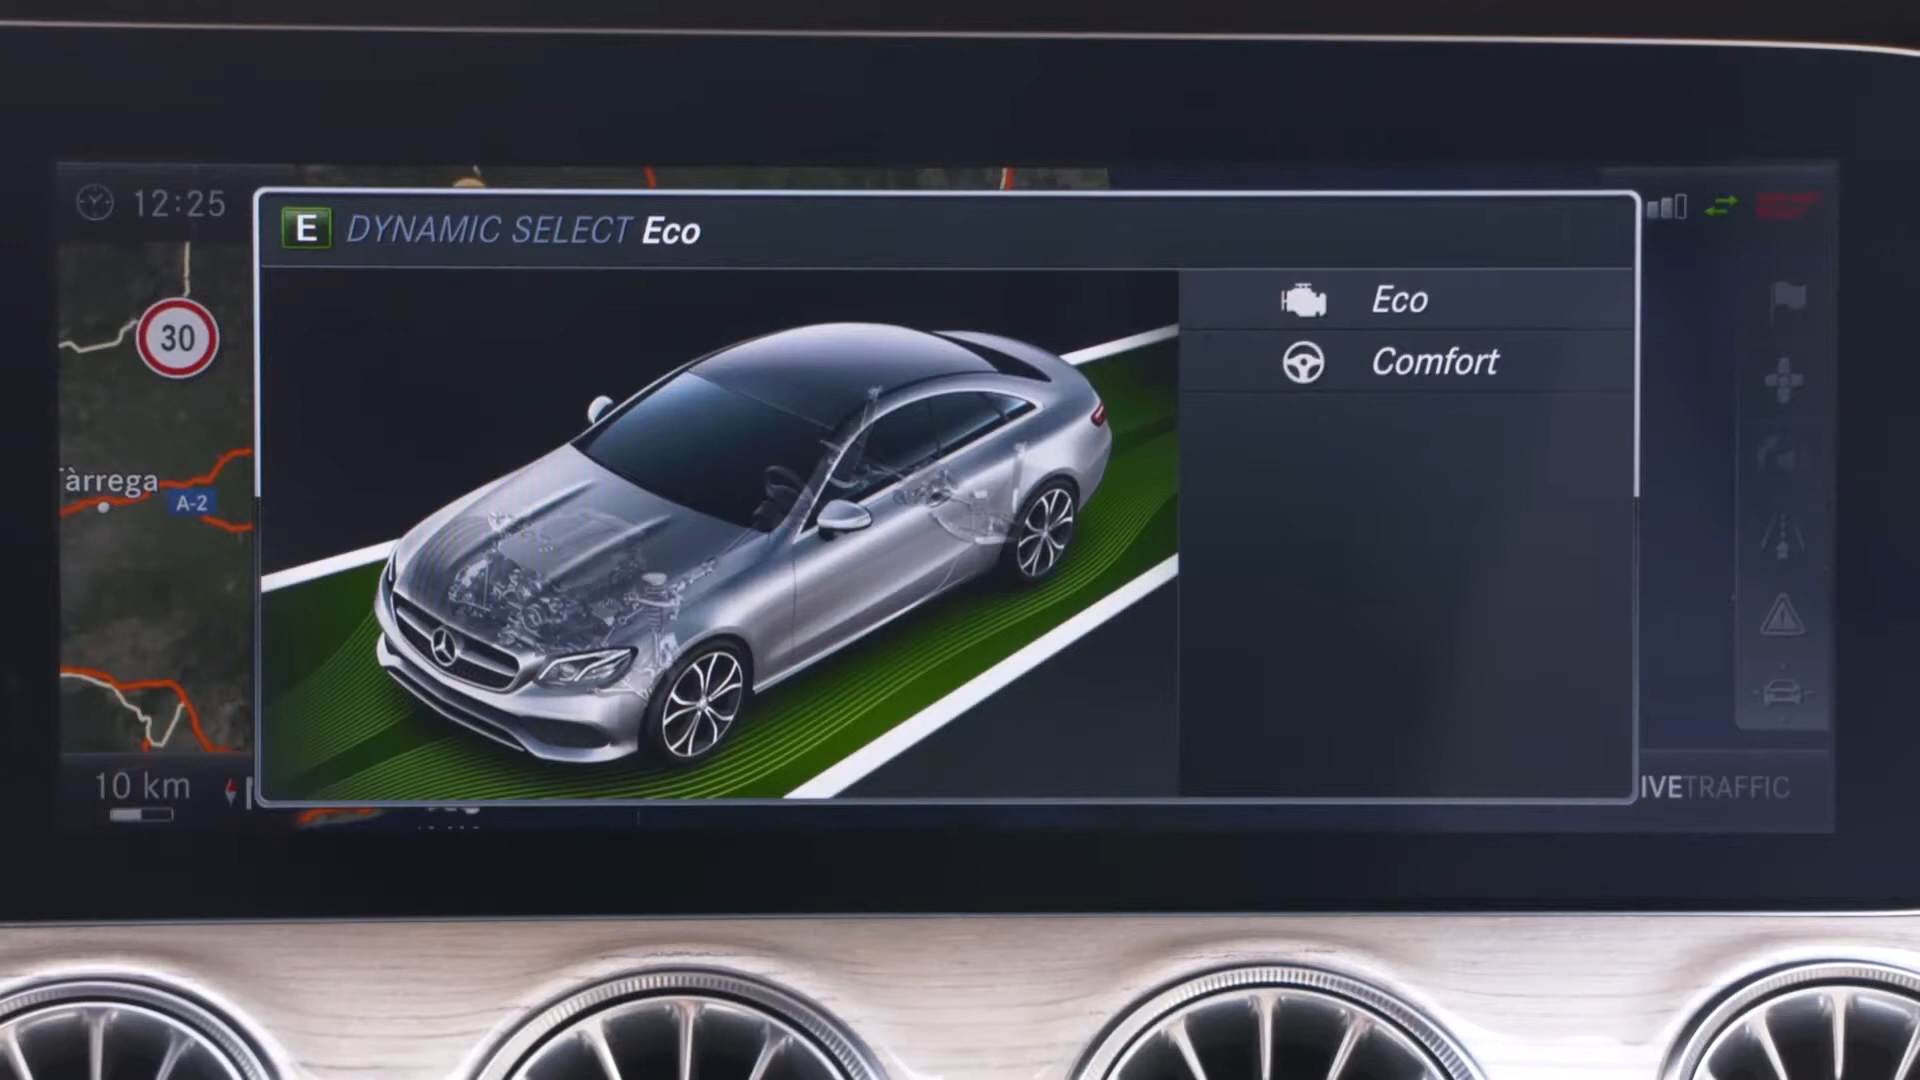 12:25
E DYNAMIC SELECT Eco
30
Eco
Comfort
àrrega
A-2
10 km
IVETRAFFIC